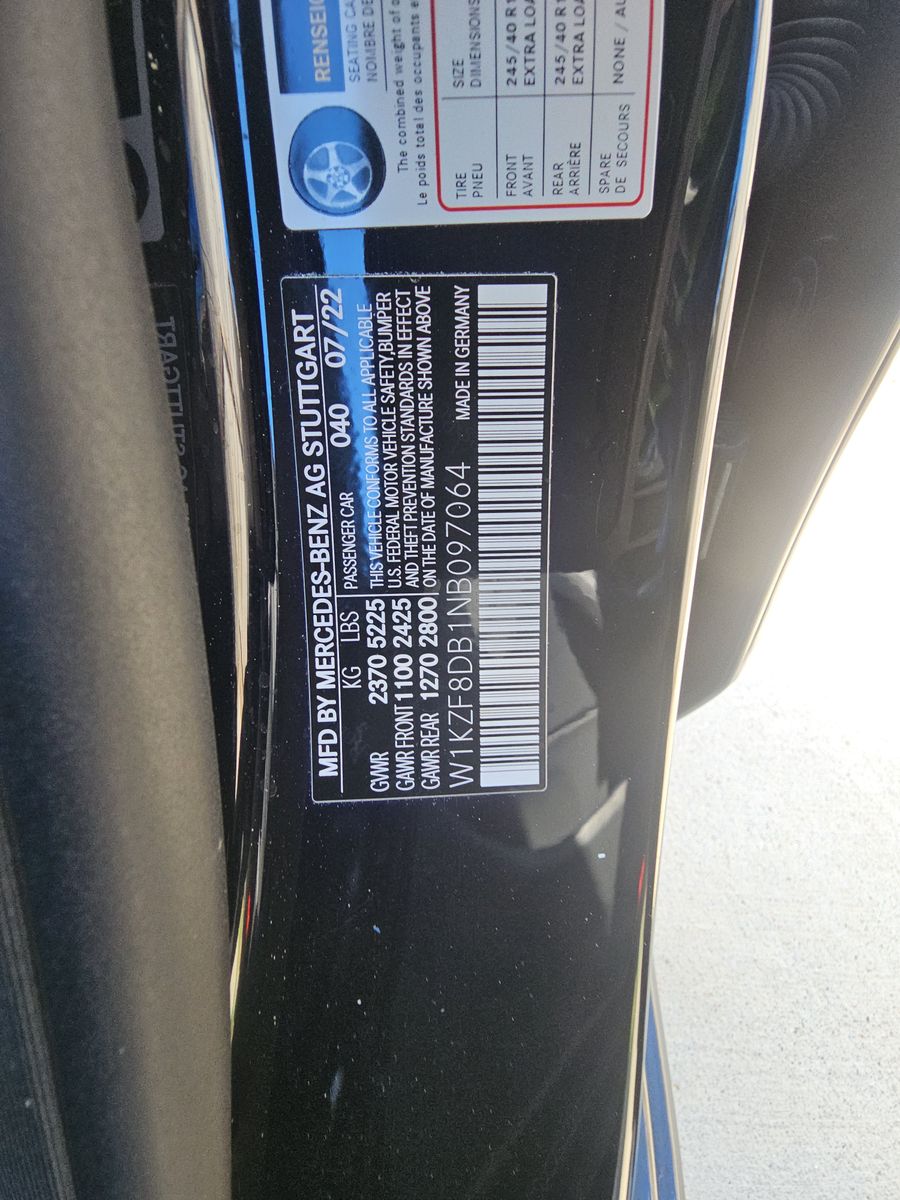 MFD BY MERCEDES-BENZ AG STUTTGART
KG LBS PASSENGER CAR 040 07/22
GVWR 2370 5225 THIS VEHICLE CONFORMS TO ALL APPLICABLE
U.S. FEDERAL MOTOR VEHICLE SAFETY, BUMPER
GAWR FRONT 1100 2425 AND THEFT PREVENTION STANDARDS IN EFFECT
GAWR REAR 1270 2800 ON THE DATE OF MANUFACTURE SHOWN ABOVE
W1KZF8DB1NB097064 MADE IN GERMANY
RENSEIG
SEATING CA
NOMBRE DE
The combined weight of o
Le poids total des occupants e
TIRE SIZE
PNEU DIMENSIONS
FRONT 245/40 R1
AVANT EXTRA LOA
REAR 245/40 R1
ARRIÈRE EXTRA LOA
SPARE NONE / AU
DE SECOURS